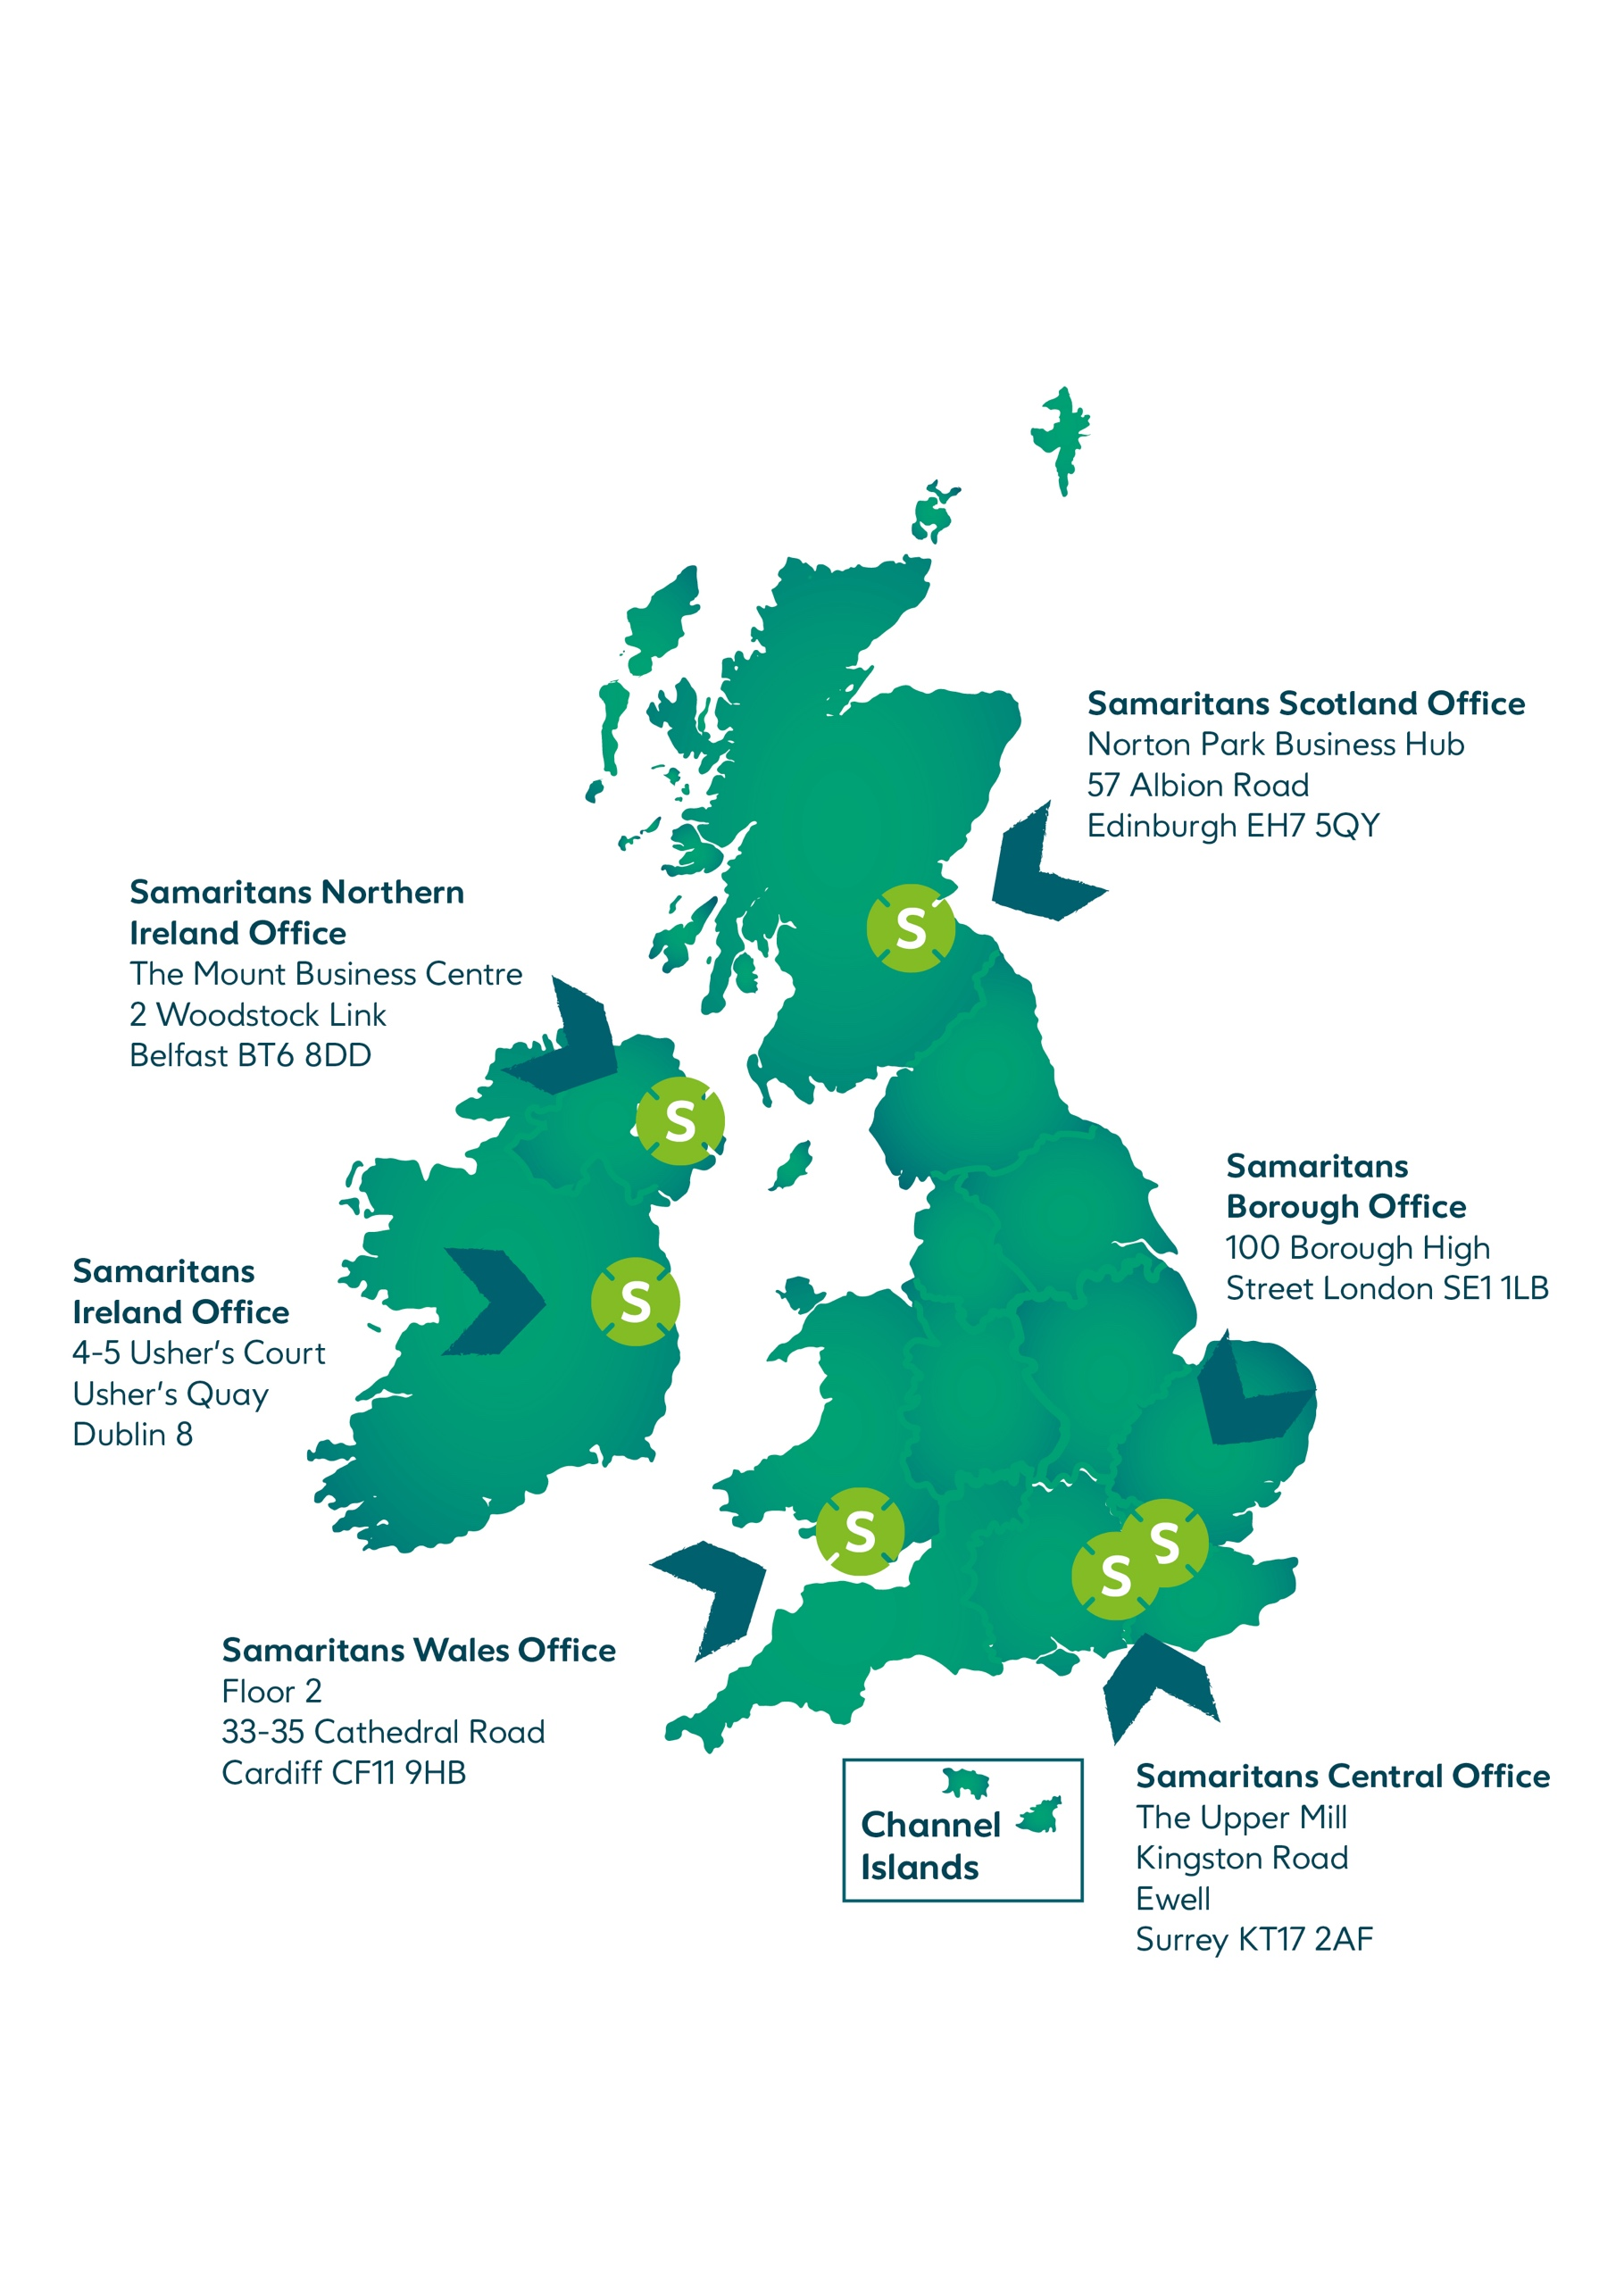 Samaritans Scotland Office
Norton Park Business Hub
57 Albion Road
Edinburgh EH7 5QY
Samaritans Northern
Ireland Office
The Mount Business Centre
2 Woodstock Link
Belfast BT6 8DD
S
S
Samaritans
Borough Office
100 Borough High
Street London SE1 1LB
Samaritans
Ireland Office
4-5 Usher's Court
Usher's Quay
Dublin 8
S
S
S
S
Samaritans Wales Office
Floor 2
33-35 Cathedral Road
Cardiff CF11 9HB
Channel
Islands
Samaritans Central Office
The Upper Mill
Kingston Road
Ewell
Surrey KT17 2AF